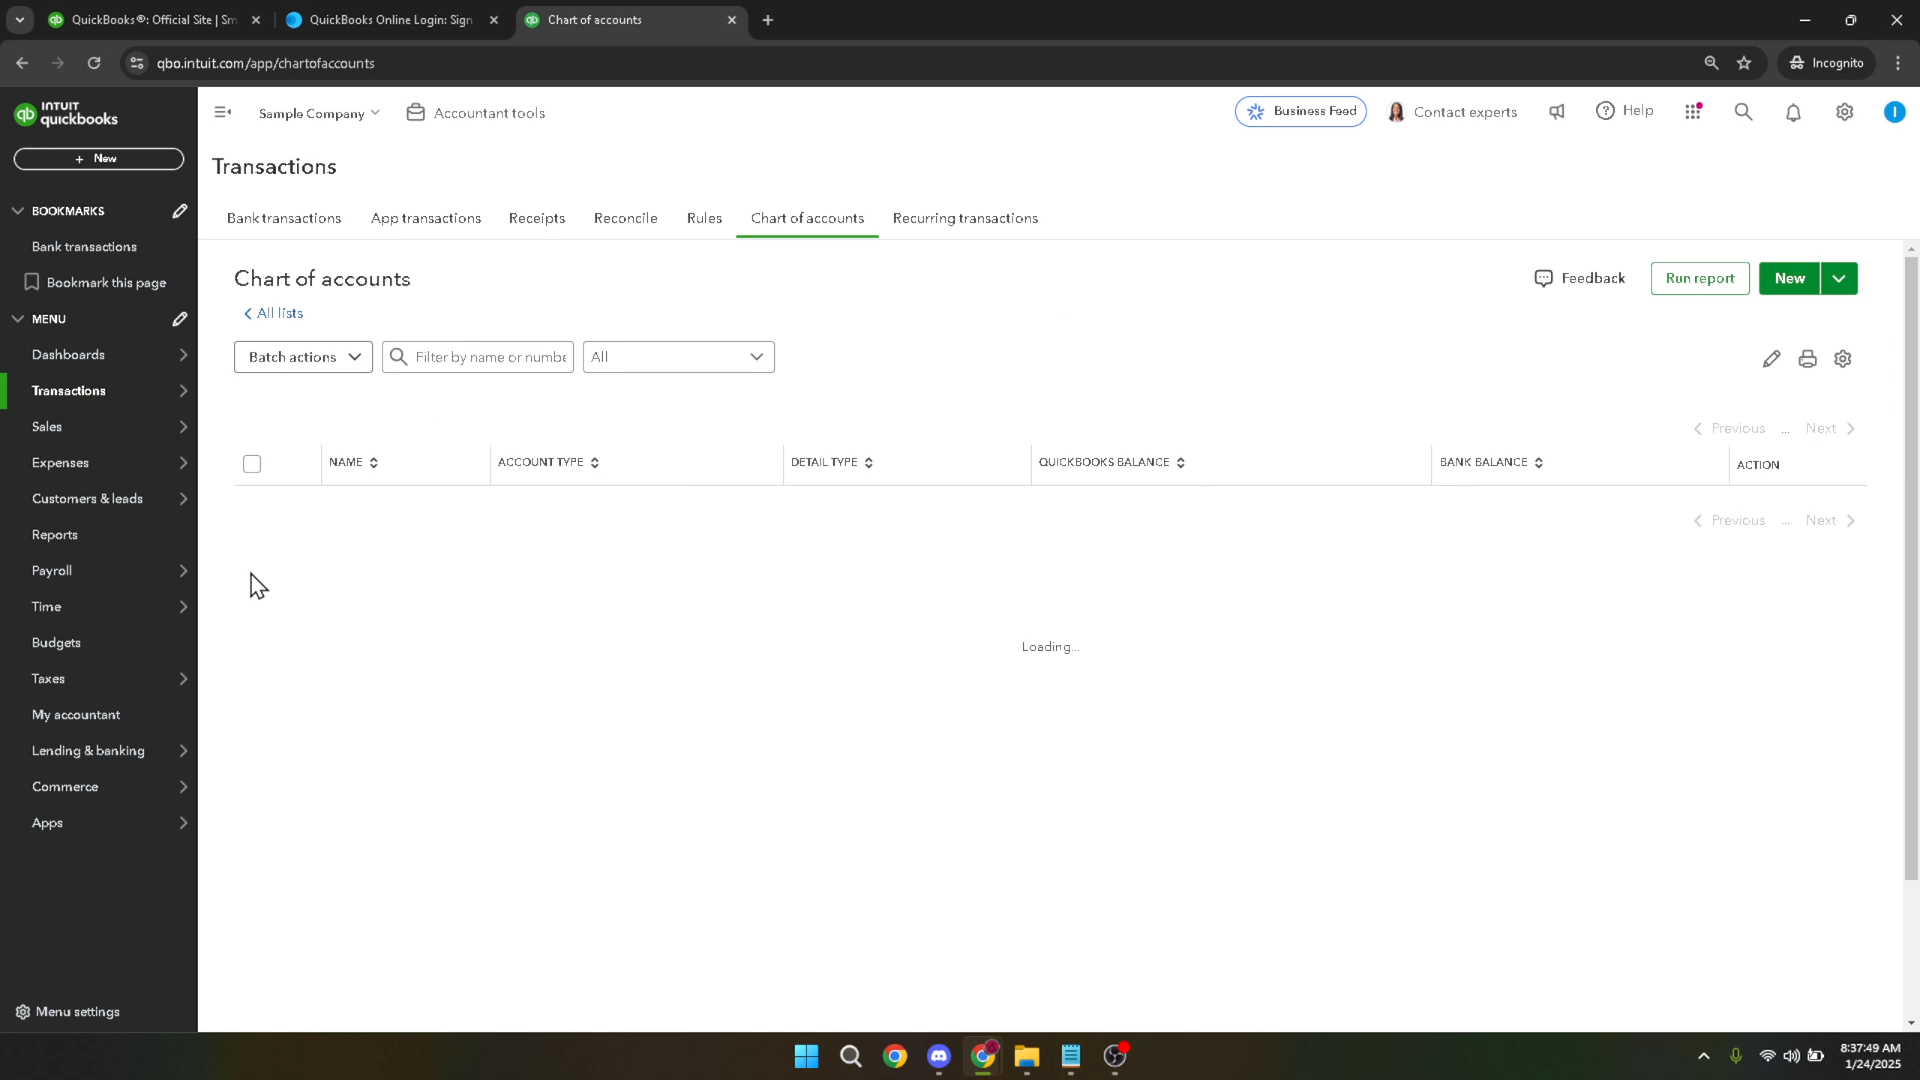 QuickBooks®: Official Site | Sm
QuickBooks Online Login: Sign
Chart of accounts
qbo.intuit.com/app/chartofaccounts
Incognito
INTUIT
quickbooks
Sample Company
Accountant tools
Business Feed
Contact experts
Help
+ New
Transactions
BOOKMARKS
Bank transactions
Bookmark this page
MENU
Dashboards
Transactions
Sales
Expenses
Customers & leads
Reports
Payroll
Time
Budgets
Taxes
My accountant
Lending & banking
Commerce
Apps
Menu settings
Bank transactions
App transactions
Receipts
Reconcile
Rules
Chart of accounts
Recurring transactions
Chart of accounts
Feedback
Run report
New
All lists
Batch actions
Filter by name or numbe
All
Previous ... Next
NAME
ACCOUNT TYPE
DETAIL TYPE
QUICKBOOKS BALANCE
BANK BALANCE
ACTION
Previous ... Next
Loading...
8:37:49 AM
1/24/2025